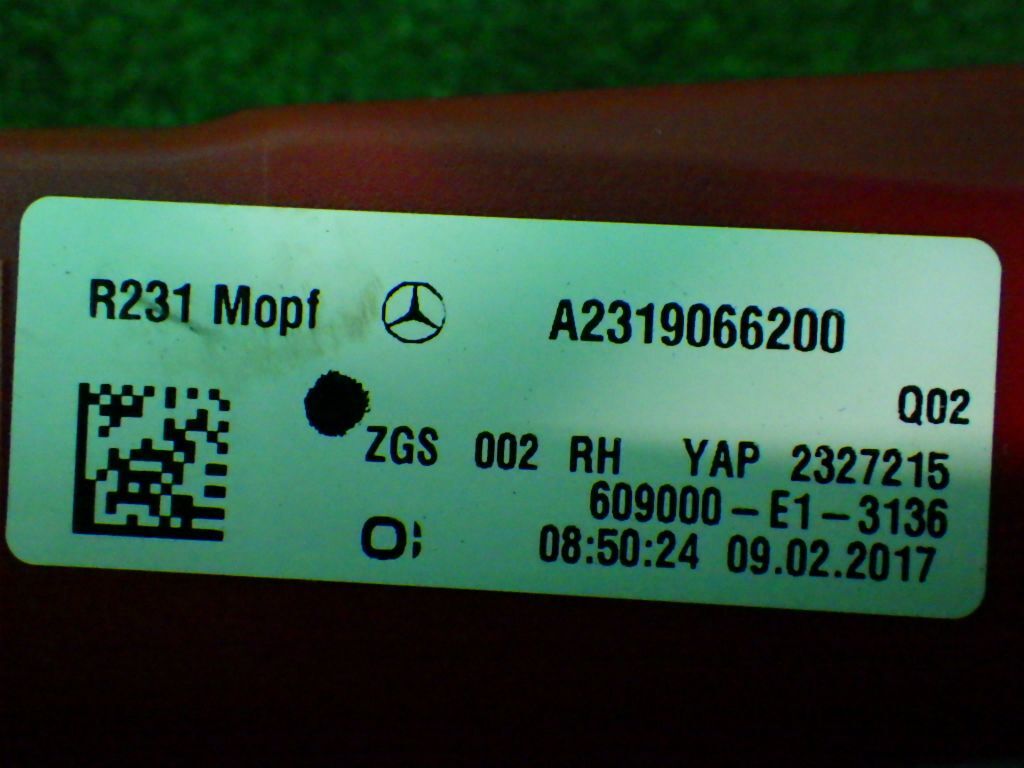 R231 Mopf A2319066200
Q02
ZGS 002 RH YAP 2327215
609000-E1-3136
08:50:24 09.02.2017